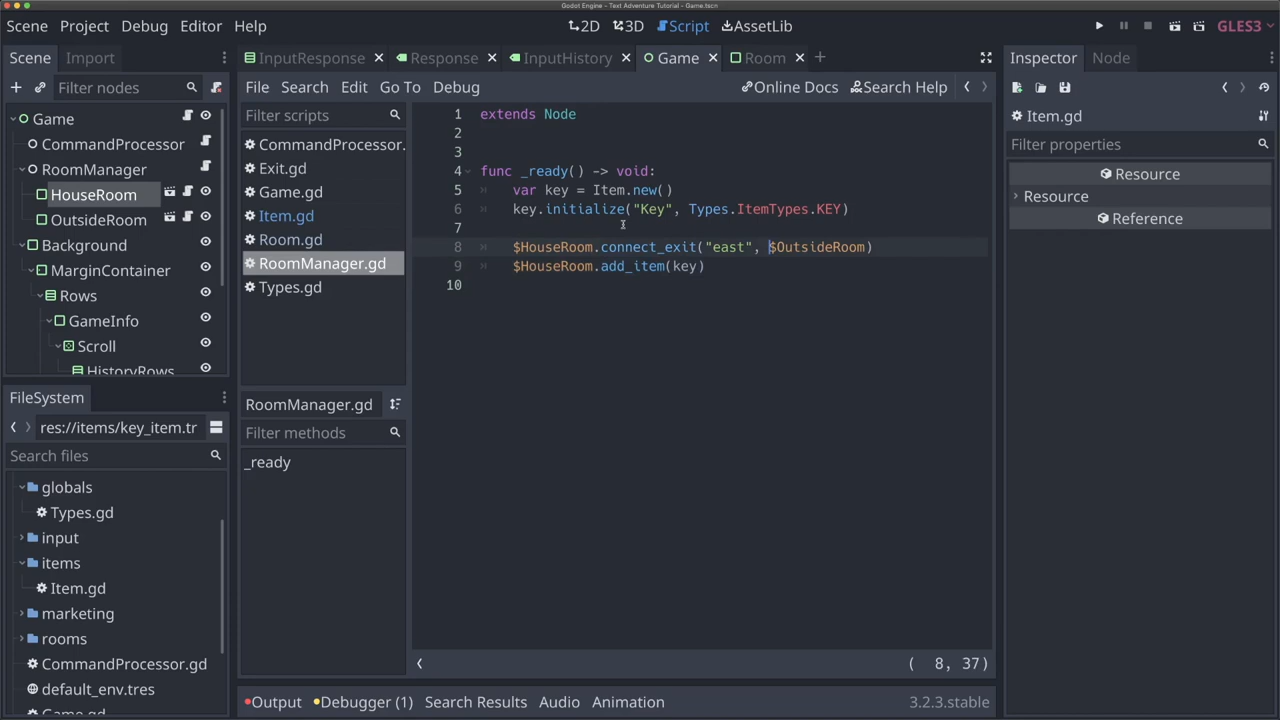 Godot Engine - Text Adventure Tutorial - Game.tscn
Scene Project Debug Editor Help
2D 3D Script AssetLib
GLES3
Scene Import
Filter nodes
Game
CommandProcessor
RoomManager
HouseRoom
OutsideRoom
Background
MarginContainer
Rows
GameInfo
Scroll
HistoryRows
FileSystem
res://items/key_item.tr
Search files
globals
Types.gd
input
items
Item.gd
marketing
rooms
CommandProcessor.gd
default_env.tres
Game.gd
InputResponse Response InputHistory Game Room
File Search Edit Go To Debug
Online Docs Search Help
Filter scripts
CommandProcessor.
Exit.gd
Game.gd
Item.gd
Room.gd
RoomManager.gd
Types.gd
RoomManager.gd
Filter methods
_ready
1 extends Node
2
3
4 func _ready() -> void:
5 var key = Item.new()
6 key.initialize("Key", Types.ItemTypes.KEY)
7
8 $HouseRoom.connect_exit("east", $OutsideRoom)
9 $HouseRoom.add_item(key)
10
( 8, 37)
Output Debugger (1) Search Results Audio Animation
3.2.3.stable
Inspector Node
Item.gd
Filter properties
Resource
Resource
Reference